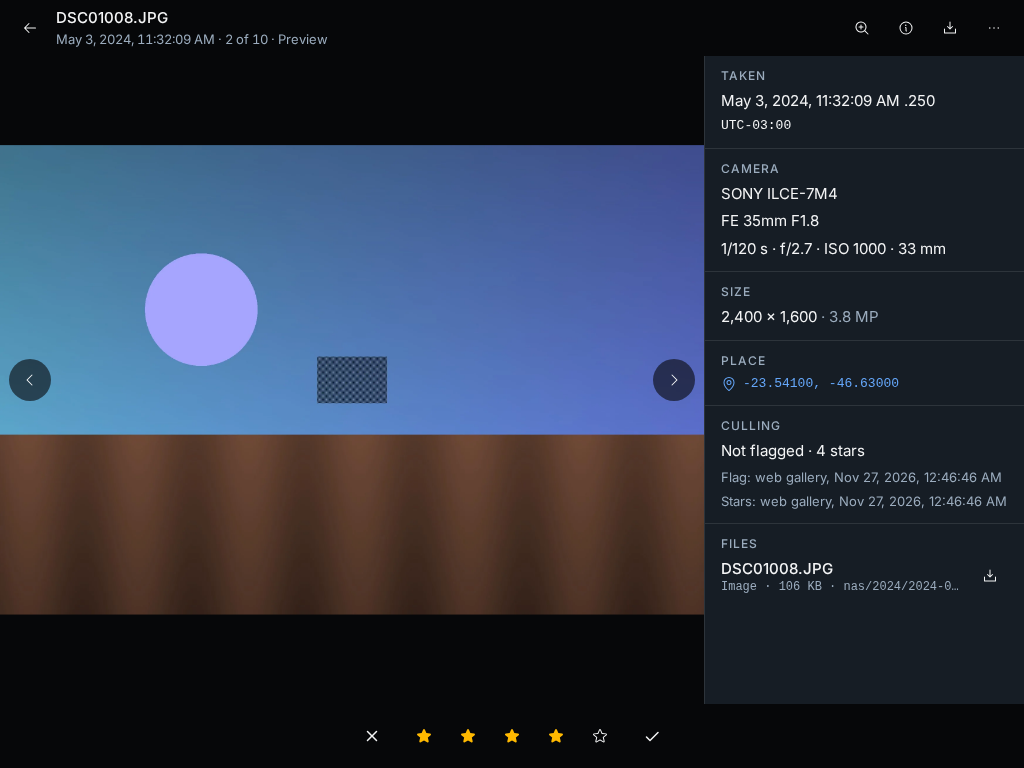 DSC01008.JPG
May 3, 2024, 11:32:09 AM · 2 of 10 · Preview
TAKEN
May 3, 2024, 11:32:09 AM .250
UTC-03:00
CAMERA
SONY ILCE-7M4
FE 35mm F1.8
1/120 s · f/2.7 · ISO 1000 · 33 mm
SIZE
2,400 × 1,600 · 3.8 MP
PLACE
-23.54100, -46.63000
CULLING
Not flagged · 4 stars
Flag: web gallery, Nov 27, 2026, 12:46:46 AM
Stars: web gallery, Nov 27, 2026, 12:46:46 AM
FILES
DSC01008.JPG
Image · 106 KB · nas/2024/2024-0…